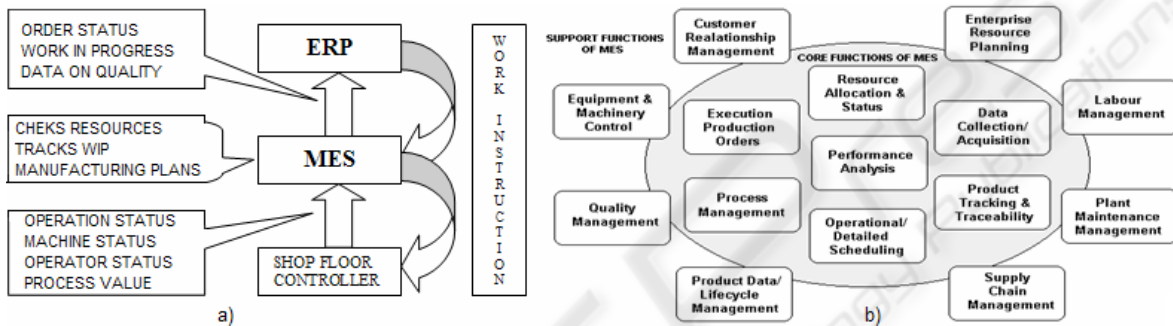 ORDER STATUS
WORK IN PROGRESS
DATA ON QUALITY
CHEKS RESOURCES
TRACKS WIP
MANUFACTURING PLANS
OPERATION STATUS
MACHINE STATUS
OPERATOR STATUS
PROCESS VALUE
ERP
MES
SHOP FLOOR
CONTROLLER
WORK INSTRUCTION
a)
SUPPORT FUNCTIONS
OF MES
Customer
Realationship
Management
Enterprise
Resource
Planning
CORE FUNCTIONS OF MES
Resource
Allocation &
Status
Equipment &
Machinery
Control
Execution
Production
Orders
Data
Collection/
Acquisition
Labour
Management
Performance
Analysis
Quality
Management
Process
Management
Product
Tracking &
Traceability
Plant
Maintenance
Management
Operational/
Detailed
Scheduling
Product Data/
Lifecycle
Management
Supply
Chain
Management
b)